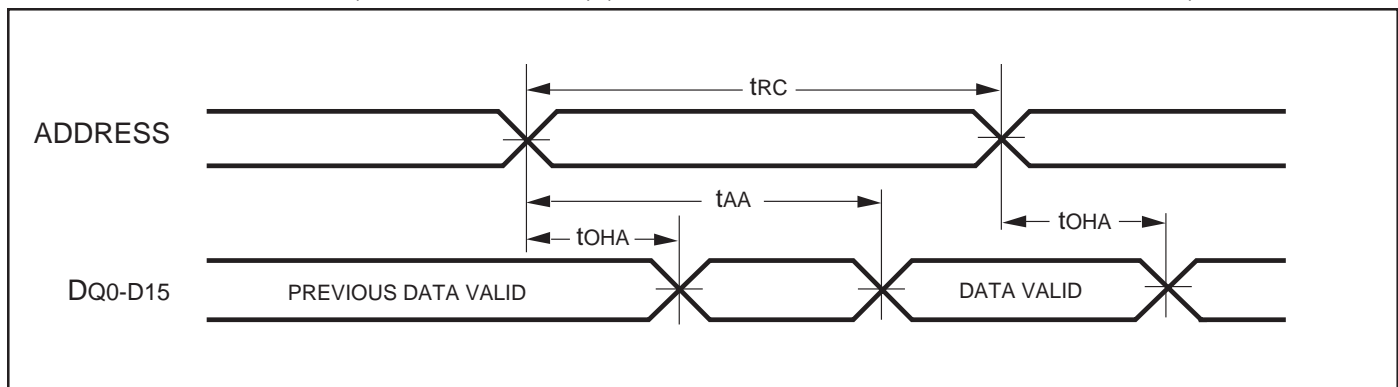 tRC
ADDRESS
tAA
tOHA
tOHA
DQ0-D15
PREVIOUS DATA VALID
DATA VALID